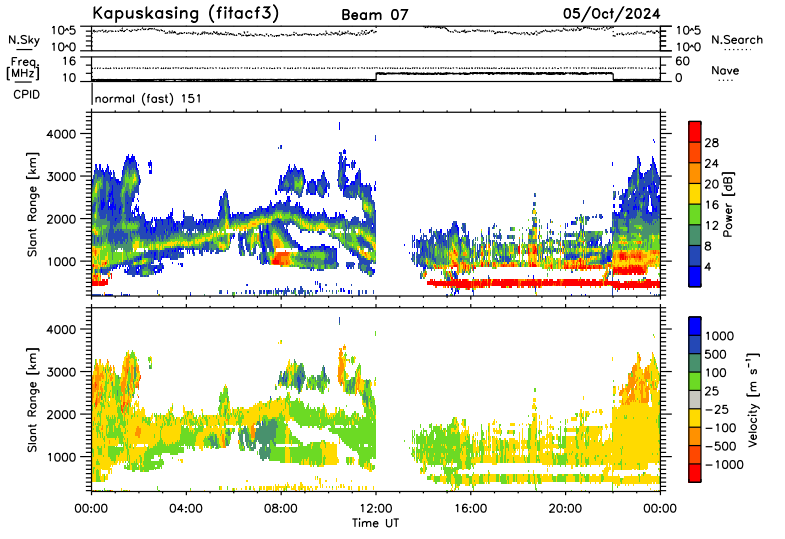 Kapuskasing (fitacf3) Beam 07 05/Oct/2024
N.Sky 10^5 10^0 10^5 10^0 N.Search
Freq. [MHz] 16 10 60 0 Nave
CPID normal (fast) 151
Slant Range [km] 4000 3000 2000 1000
28 24 20 16 12 8 4 Power [dB]
Slant Range [km] 4000 3000 2000 1000
1000 500 100 25 −25 −100 −500 −1000 Velocity [m s⁻¹]
00:00 04:00 08:00 12:00 16:00 20:00 00:00
Time UT